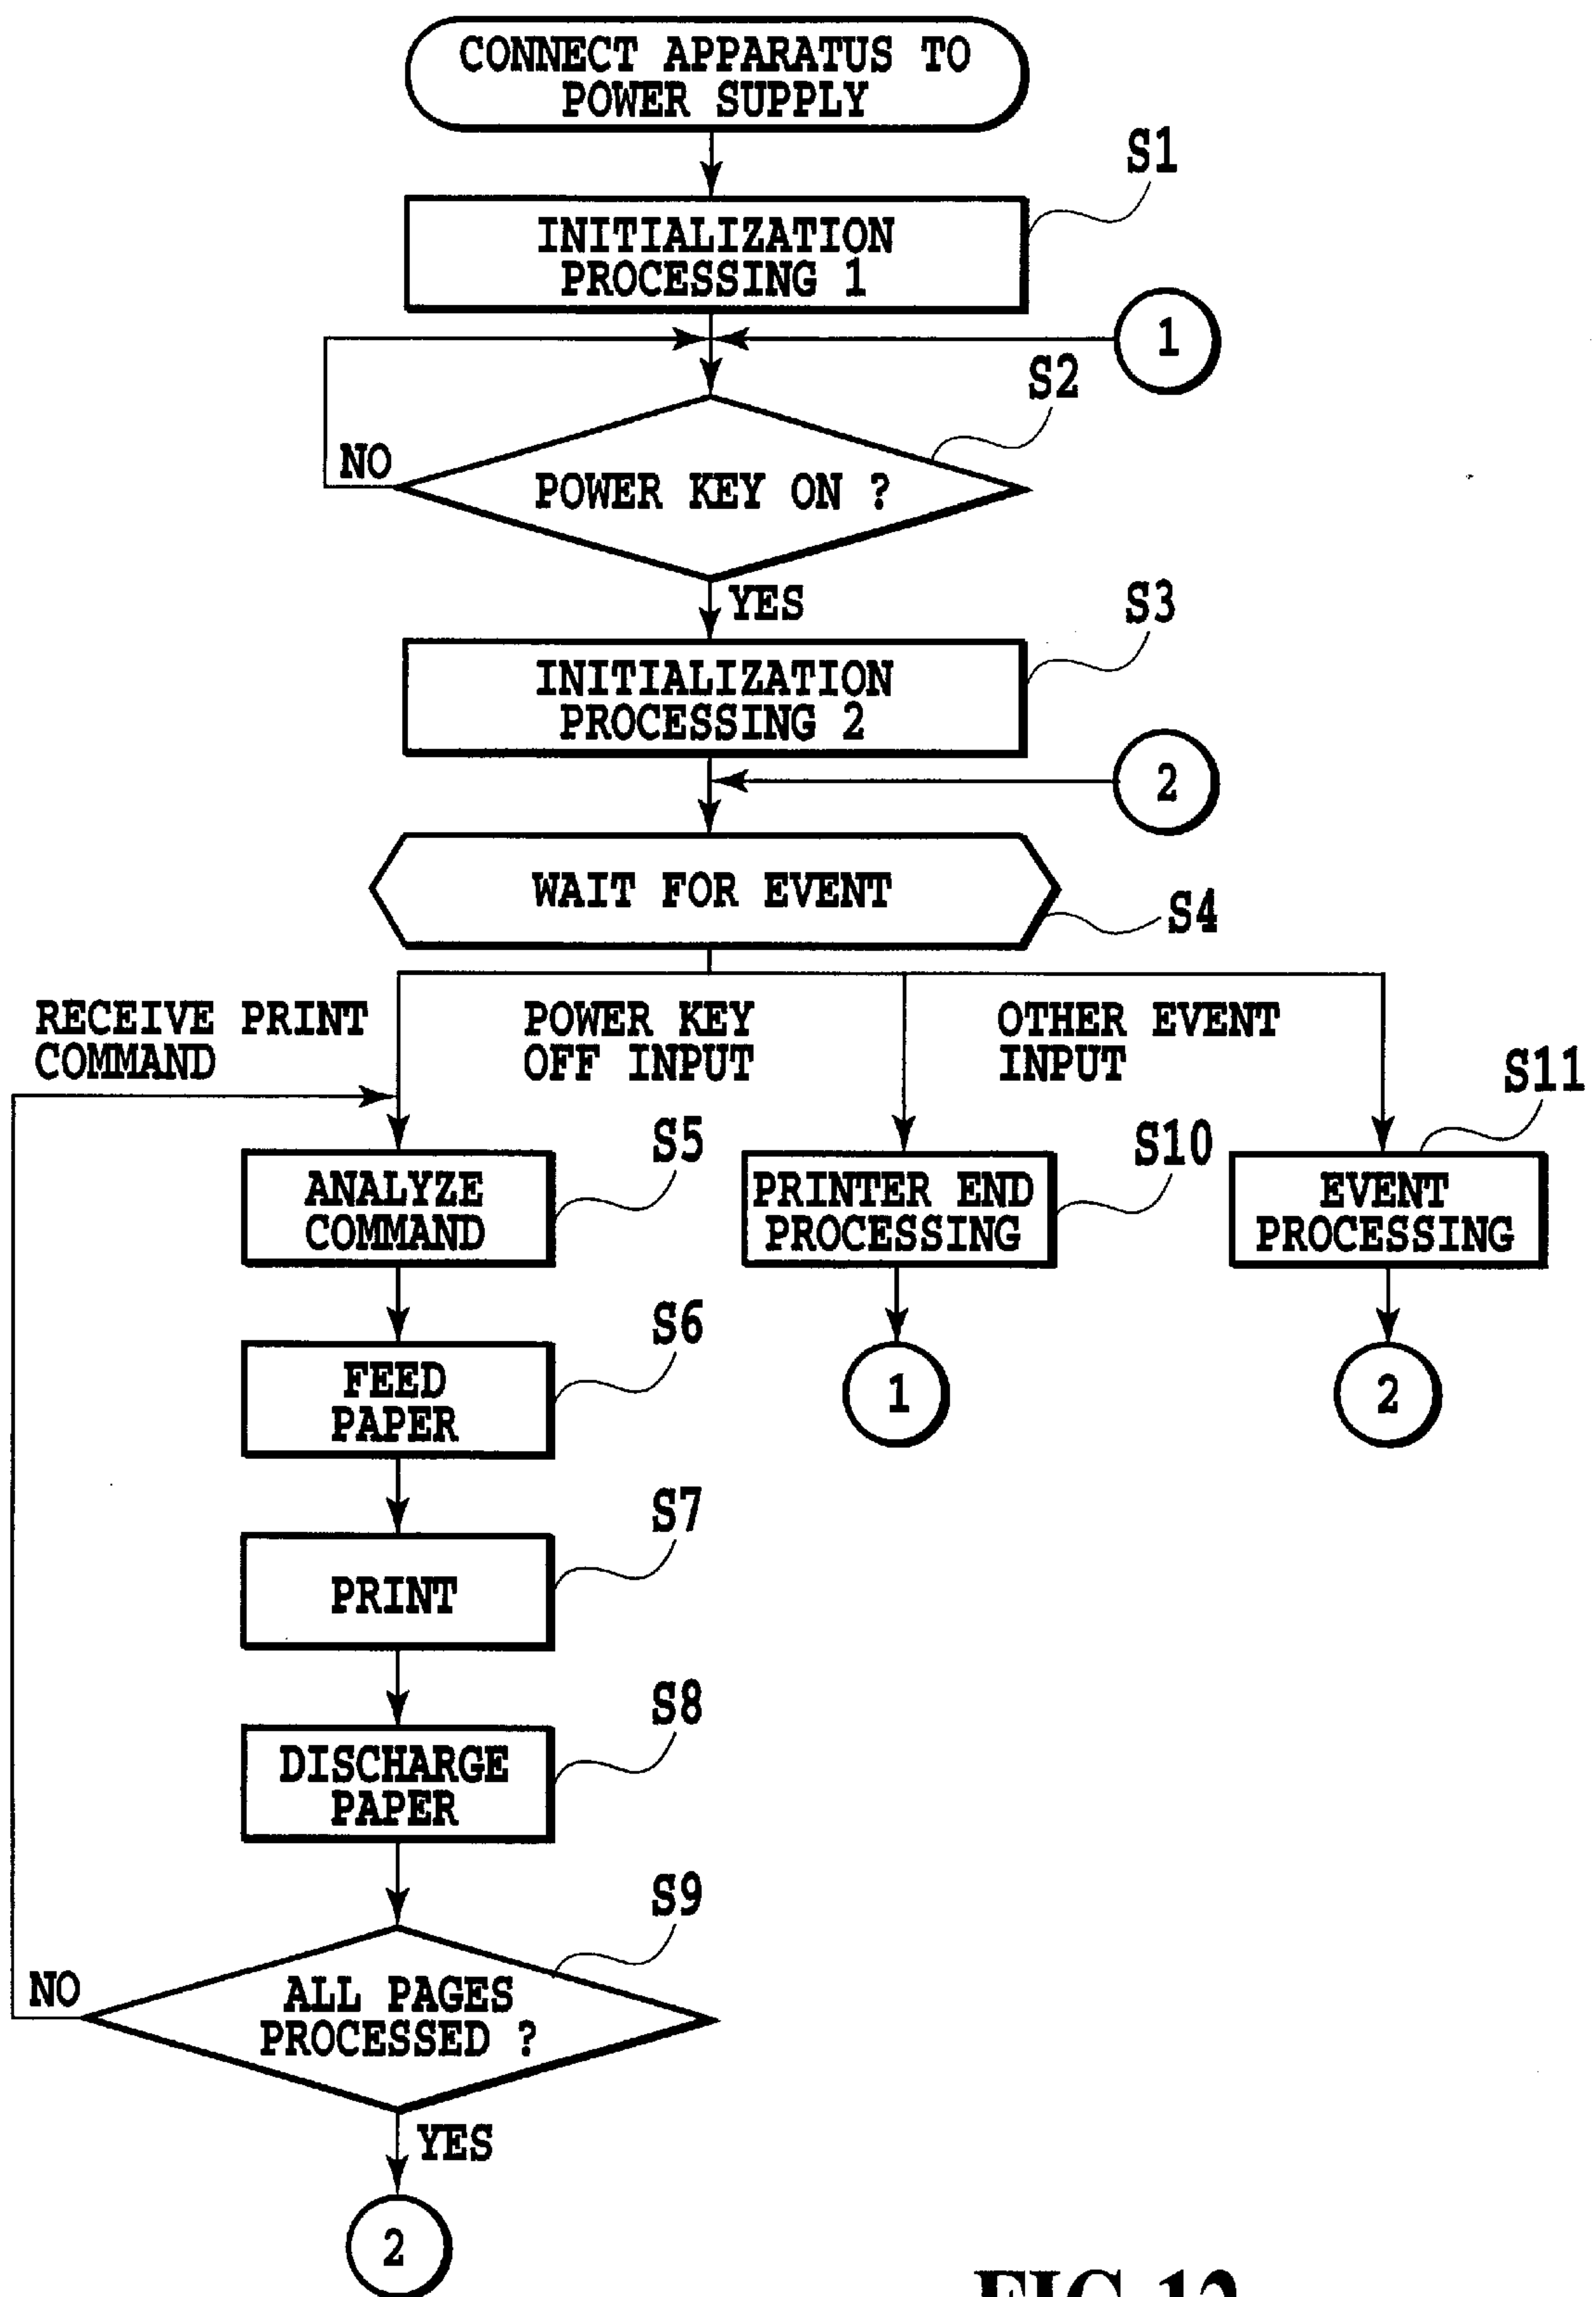 CONNECT APPARATUS TO
POWER SUPPLY
S1
INITIALIZATION
PROCESSING 1
1
S2
NO
POWER KEY ON ?
YES
S3
INITIALIZATION
PROCESSING 2
2
WAIT FOR EVENT
S4
RECEIVE PRINT
COMMAND
POWER KEY
OFF INPUT
OTHER EVENT
INPUT
S5
S10
S11
ANALYZE
COMMAND
PRINTER END
PROCESSING
EVENT
PROCESSING
S6
FEED
PAPER
1
2
S7
PRINT
S8
DISCHARGE
PAPER
S9
NO
ALL PAGES
PROCESSED ?
YES
2